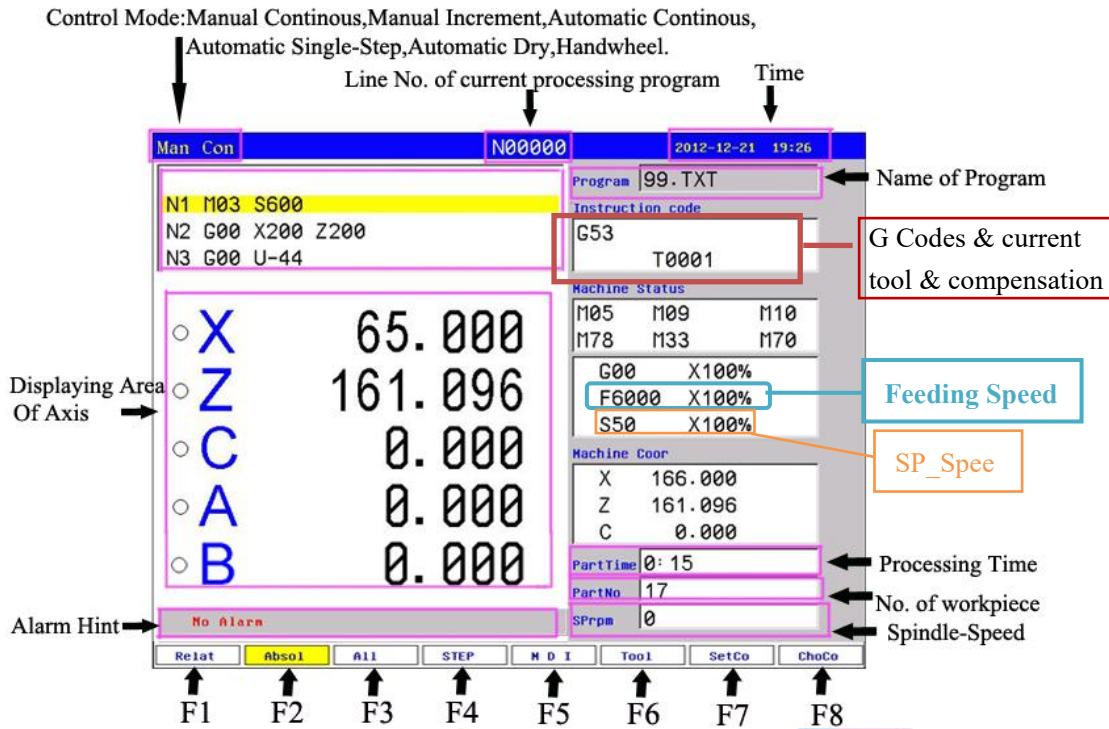 Control Mode:Manual Continous,Manual Increment,Automatic Continous,
Automatic Single-Step,Automatic Dry,Handwheel.
Line No. of current processing program
Time
Man Con
N00000
2012-12-21 19:26
N1 M03 S600
N2 G00 X200 Z200
N3 G00 U-44
Program 99.TXT
Name of Program
Instruction code
G53
T0001
G Codes & current
tool & compensation
Machine Status
M05 M09 M10
M78 M33 M70
G00 X100%
F6000 X100%
S50 X100%
Feeding Speed
SP_Spee
Displaying Area
Of Axis
X 65.000
Z 161.096
C 0.000
A 0.000
B 0.000
Machine Coor
X 166.000
Z 161.096
C 0.000
PartTime 0:15
Processing Time
PartNo 17
No. of workpiece
SPrpm 0
Spindle-Speed
Alarm Hint
No Alarm
Relat Absol All STEP M D I Tool SetCo ChoCo
F1 F2 F3 F4 F5 F6 F7 F8